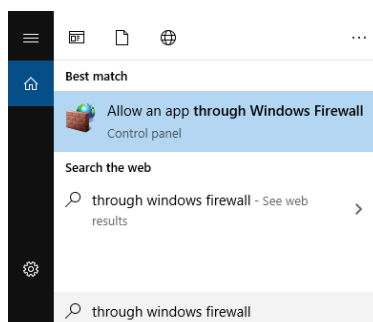 Best match
Allow an app through Windows Firewall
Control panel
Search the web
through windows firewall - See web
results
through windows firewall